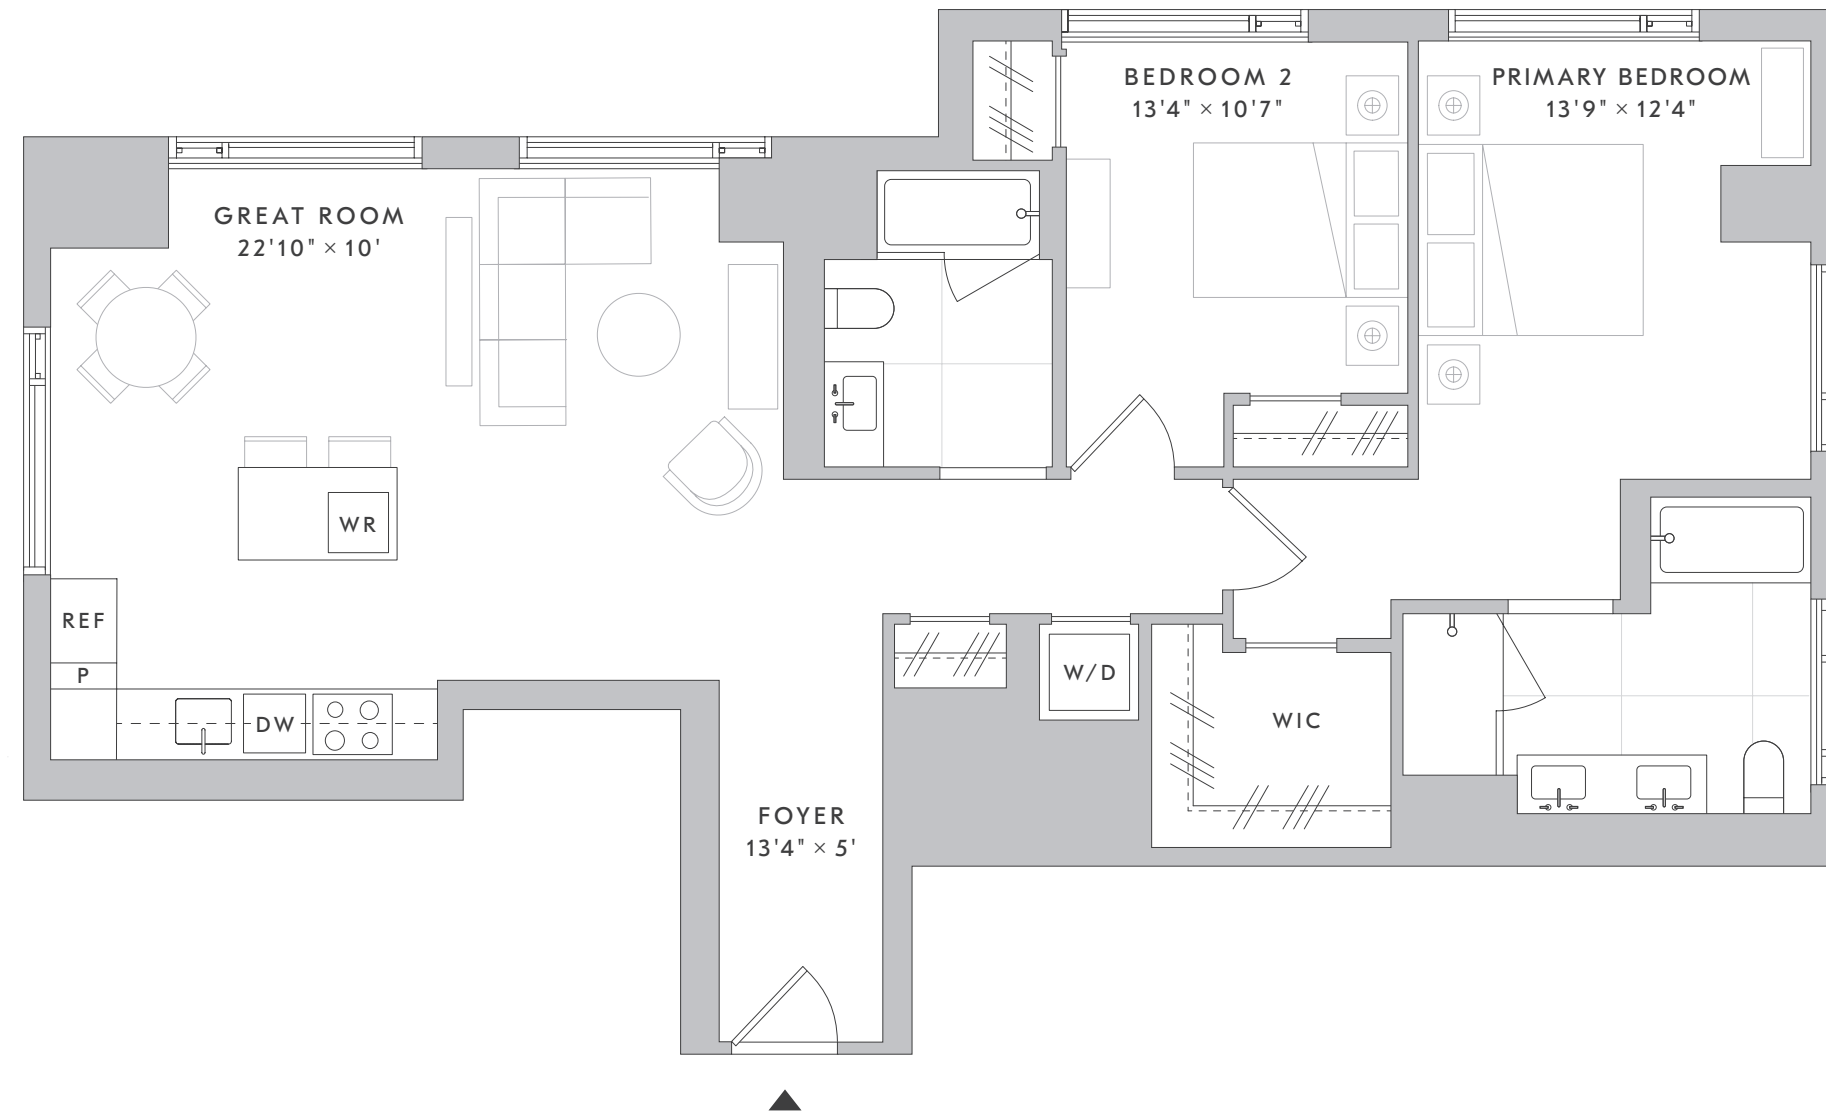 BEDROOM 2
13'4" × 10'7"
PRIMARY BEDROOM
13'9" × 12'4"
GREAT ROOM
22'10" × 10'
WR
REF
P
DW
W/D
WIC
FOYER
13'4" × 5'